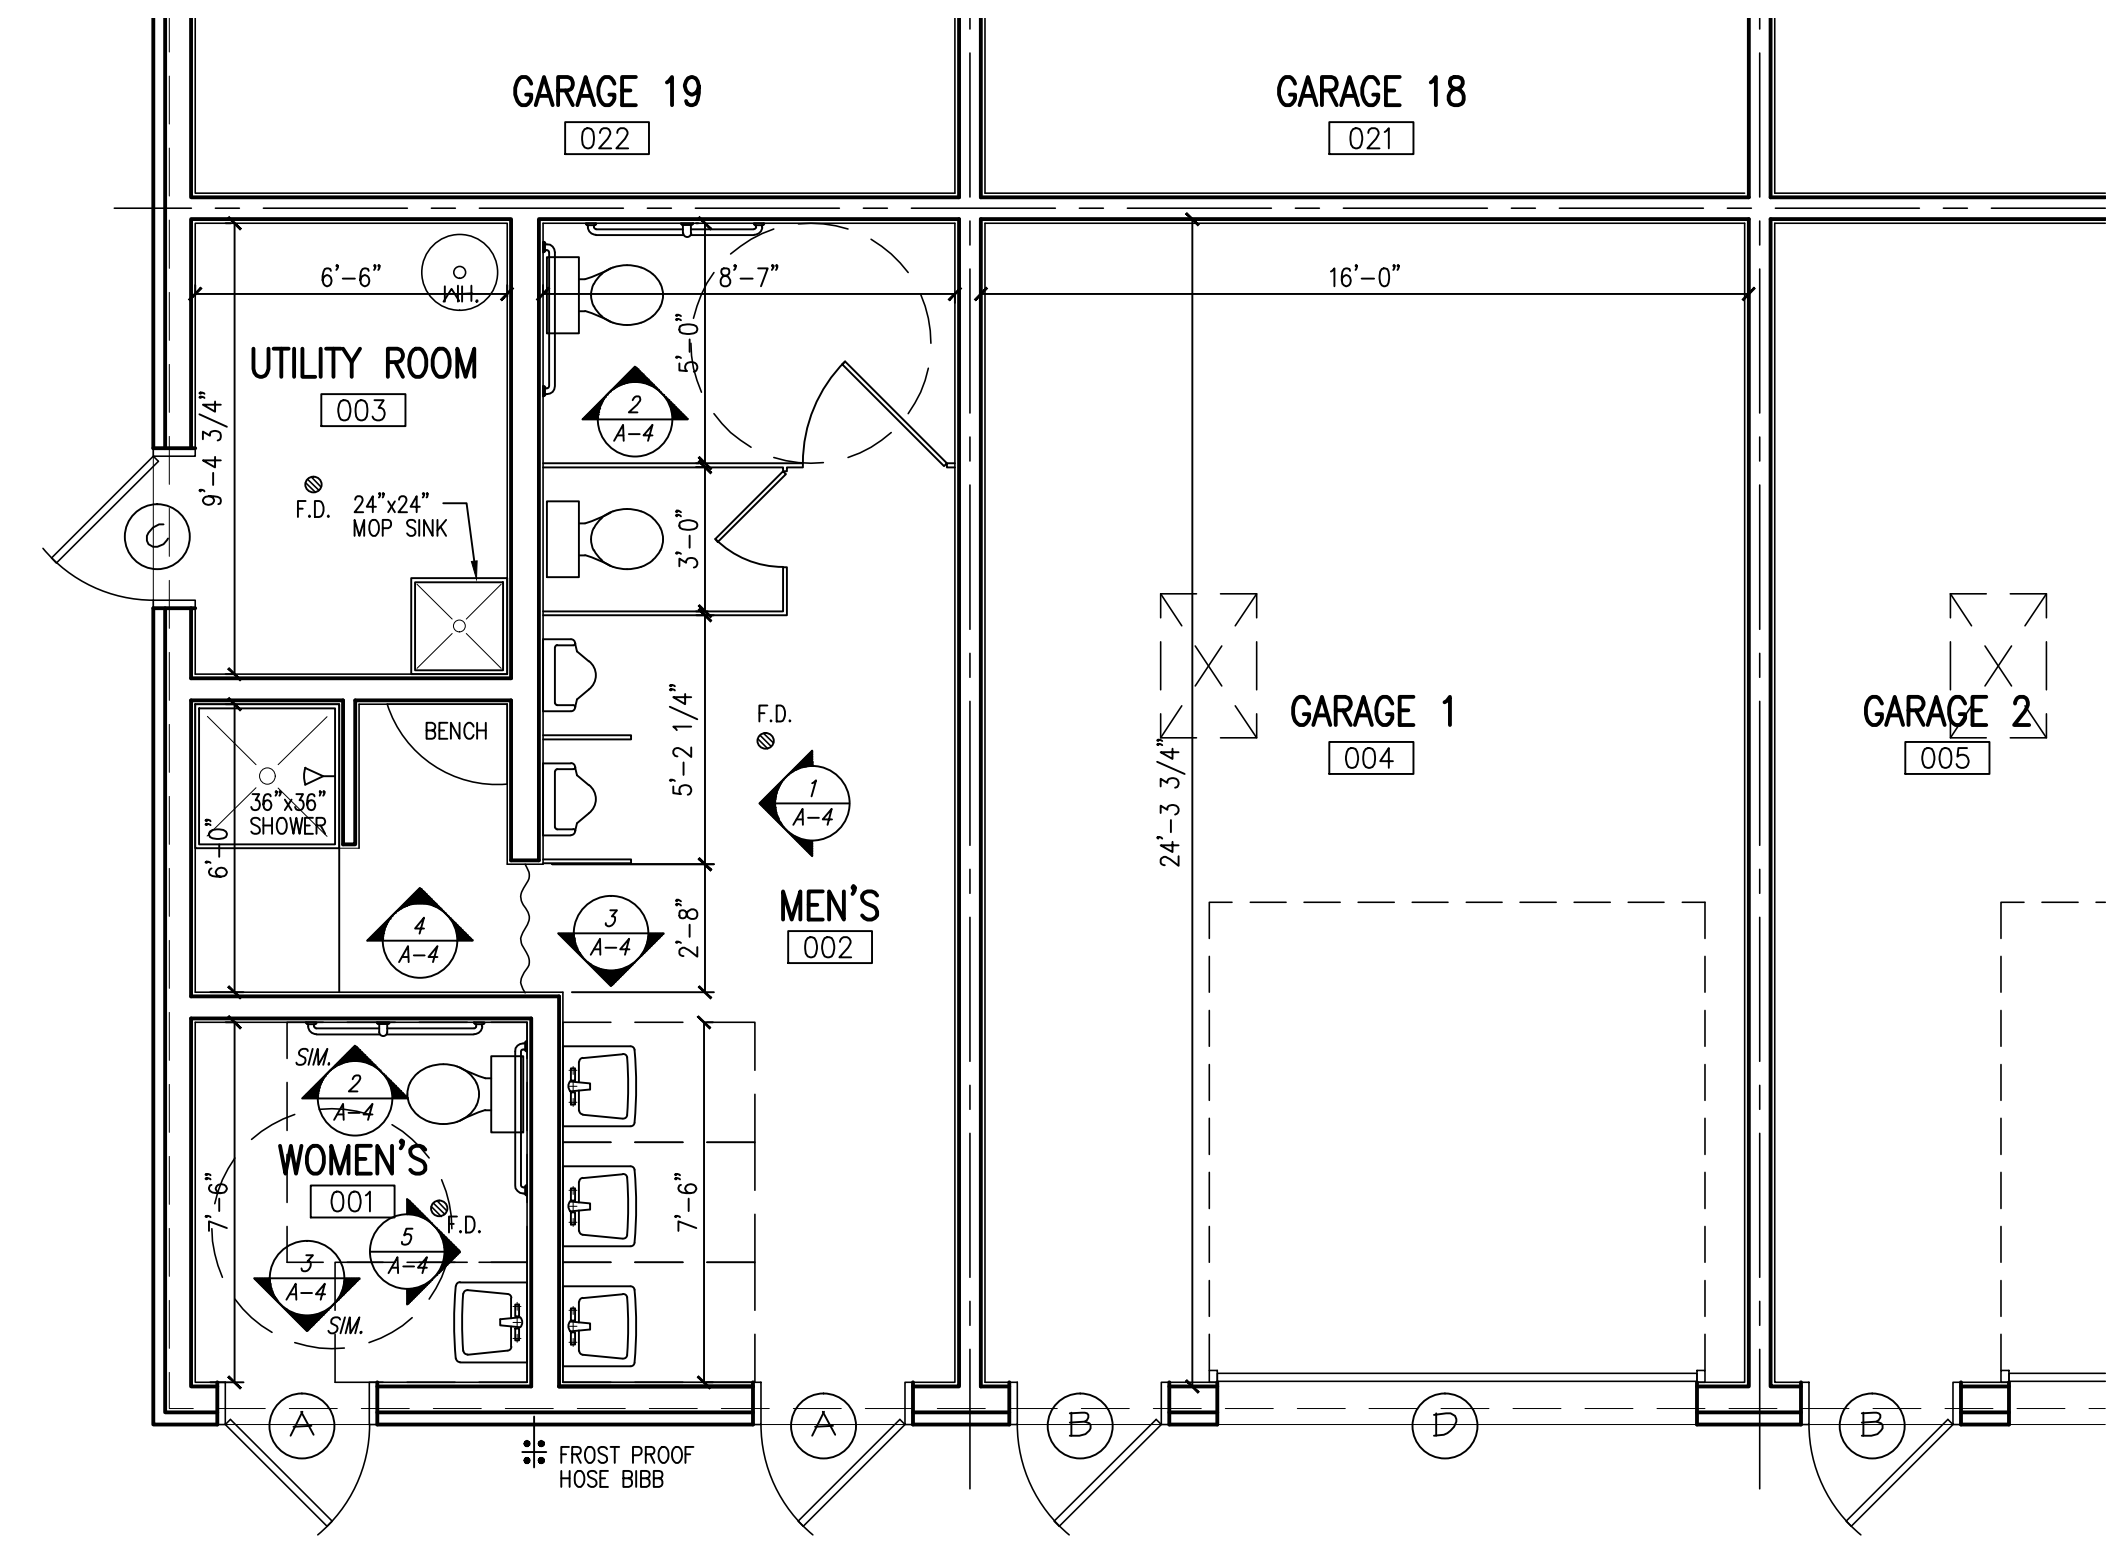 GARAGE 19
022
GARAGE 18
021
6'-6"
WH.
8'-7"
16'-0"
5'-0"
UTILITY ROOM
003
9'-4 3/4"
2
A-4
F.D.
24"x24"
MOP SINK
C
3'-0"
5'-2 1/4"
F.D.
BENCH
36"x36"
SHOWER
6'-0"
1
A-4
GARAGE 1
004
24'-3 3/4"
GARAGE 2
005
4
A-4
3
A-4
2'-8"
MEN'S
002
SIM.
2
A-4
WOMEN'S
001
7'-6"
F.D.
5
A-4
3
A-4
SIM.
7'-6"
A
A
B
D
B
FROST PROOF
HOSE BIBB